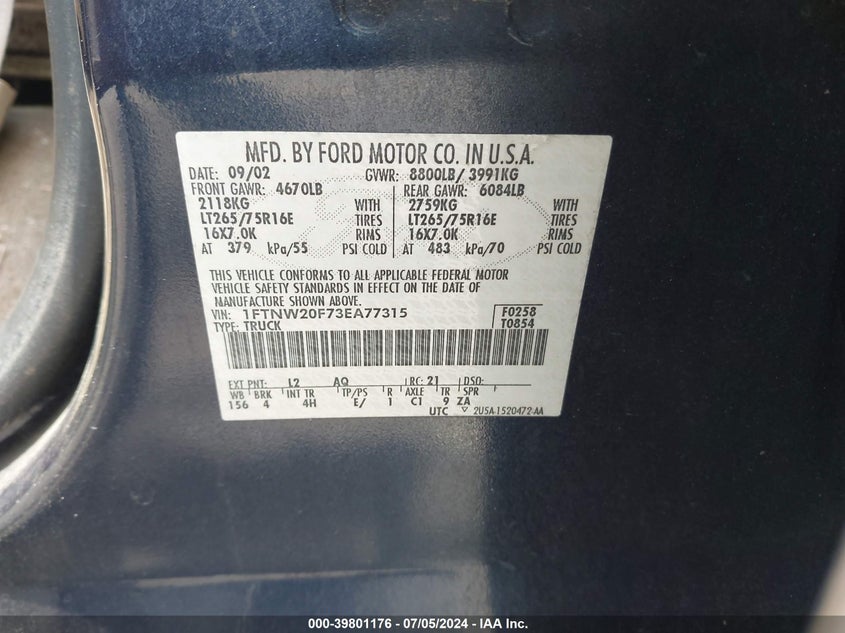 MFD. BY FORD MOTOR CO. IN U.S.A.
DATE: 09/02 GVWR: 8800LB/ 3991KG
FRONT GAWR: 4670LB REAR GAWR: 6084LB
2118KG WITH 2759KG WITH
LT265/75R16E TIRES LT265/75R16E TIRES
16X7.0K RIMS 16X7.0K RIMS
AT 379 kPa/55 PSI COLD AT 483 kPa/70 PSI COLD
THIS VEHICLE CONFORMS TO ALL APPLICABLE FEDERAL MOTOR
VEHICLE SAFETY STANDARDS IN EFFECT ON THE DATE OF
MANUFACTURE SHOWN ABOVE.
VIN: 1FTNW20F73EA77315 F0258
TYPE: TRUCK T0854
EXT PNT: L2 AQ RC: 21 DSO:
WB BRK INT TR TP/PS R AXLE TR SPR
156 4 4H E/ 1 C1 9 ZA
UTC 2U5A-1520472-AA
000-39801176 - 07/05/2024 - IAA Inc.